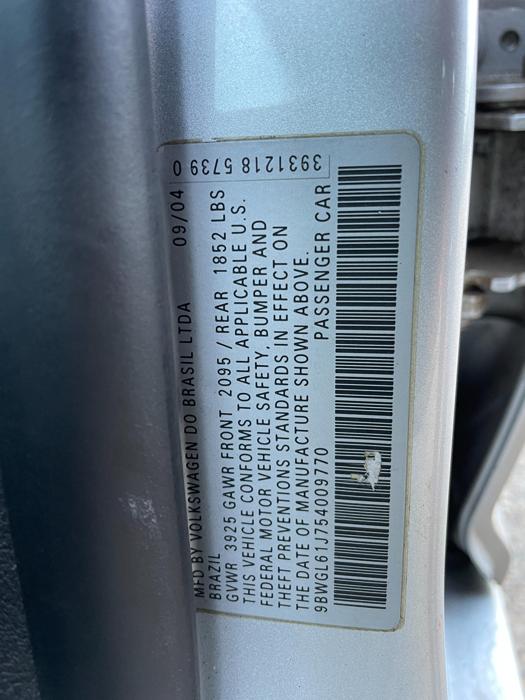 MFD BY VOLKSWAGEN DO BRASIL LTDA 09/04
BRAZIL
GVWR 3925 GAWR FRONT 2095 / REAR 1852 LBS
THIS VEHICLE CONFORMS TO ALL APPLICABLE U.S.
FEDERAL MOTOR VEHICLE SAFETY, BUMPER AND
THEFT PREVENTIONS STANDARDS IN EFFECT ON
THE DATE OF MANUFACTURE SHOWN ABOVE.
9BWGL61J754009770 PASSENGER CAR
3931218 5739 0